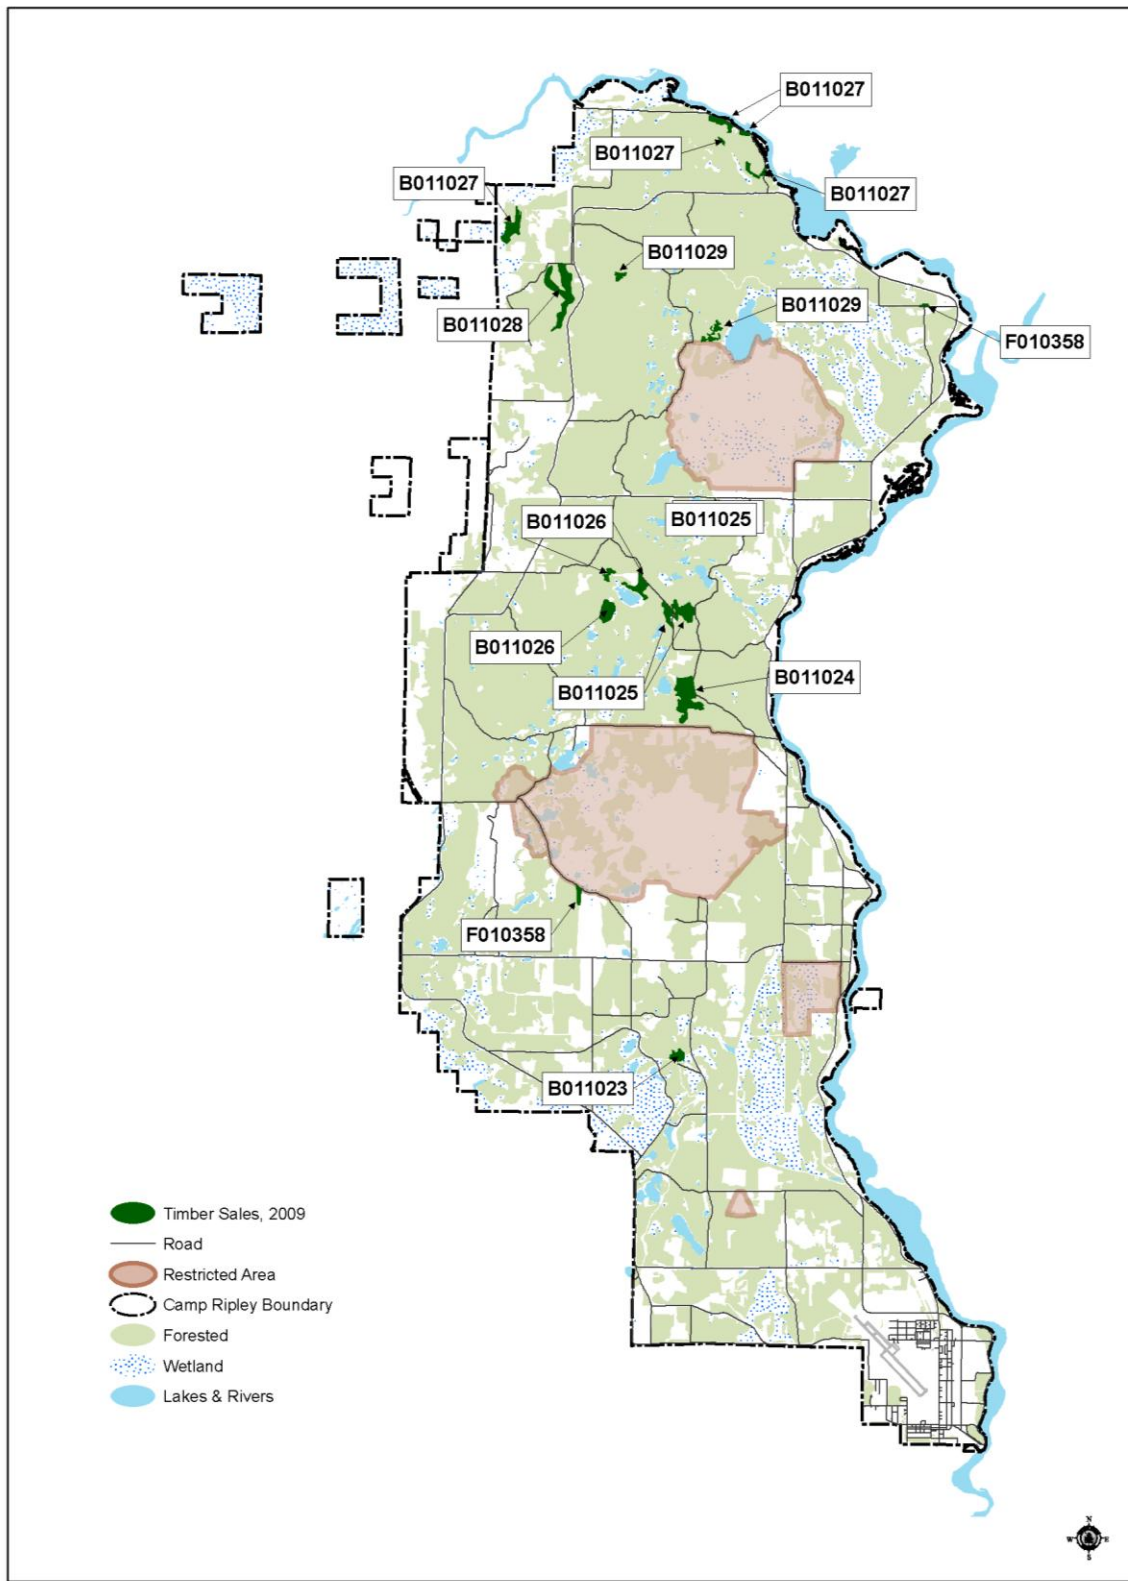 B011027
B011027
B011027
B011027
B011029
B011029
B011028
F010358
B011026
B011025
B011026
B011025
B011024
F010358
B011023
Timber Sales, 2009
Road
Restricted Area
Camp Ripley Boundary
Forested
Wetland
Lakes & Rivers
N
W
E
S